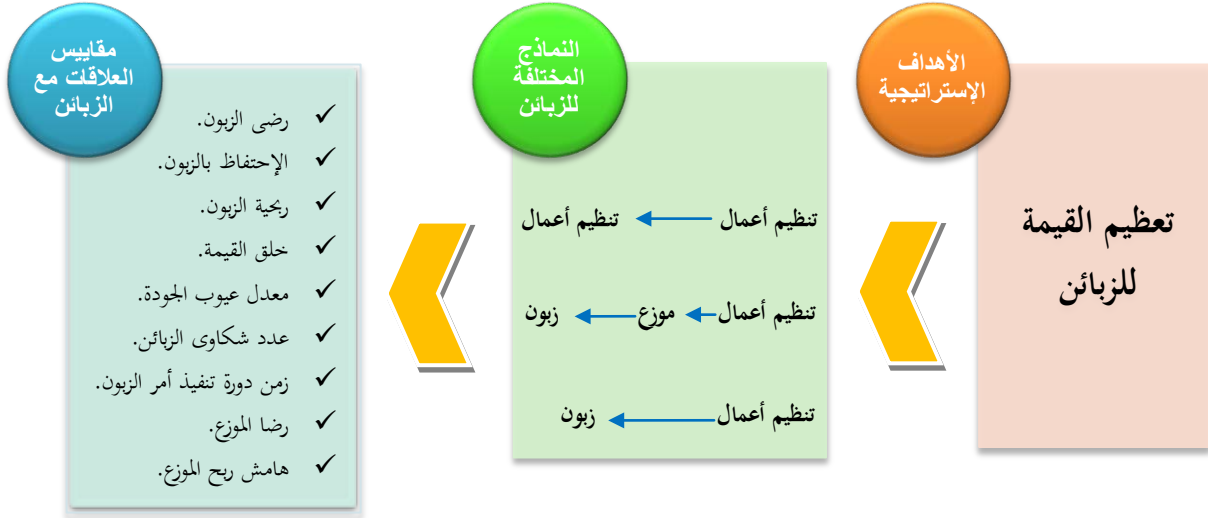 الأهداف
الإستراتيجية
تعظيم القيمة
للزبائن
النماذج
المختلفة
للزبائن
تنظيم أعمال تنظيم أعمال
تنظيم أعمال موزع زبون
تنظيم أعمال زبون
مقاييس
العلاقات مع
الزبائن
✓ رضى الزبون.
✓ الإحتفاظ بالزبون.
✓ ربحية الزبون.
✓ خلق القيمة.
✓ معدل عيوب الجودة.
✓ عدد شكاوى الزبائن.
✓ زمن دورة تنفيذ أمر الزبون.
✓ رضا الموزع.
✓ هامش ربح الموزع.